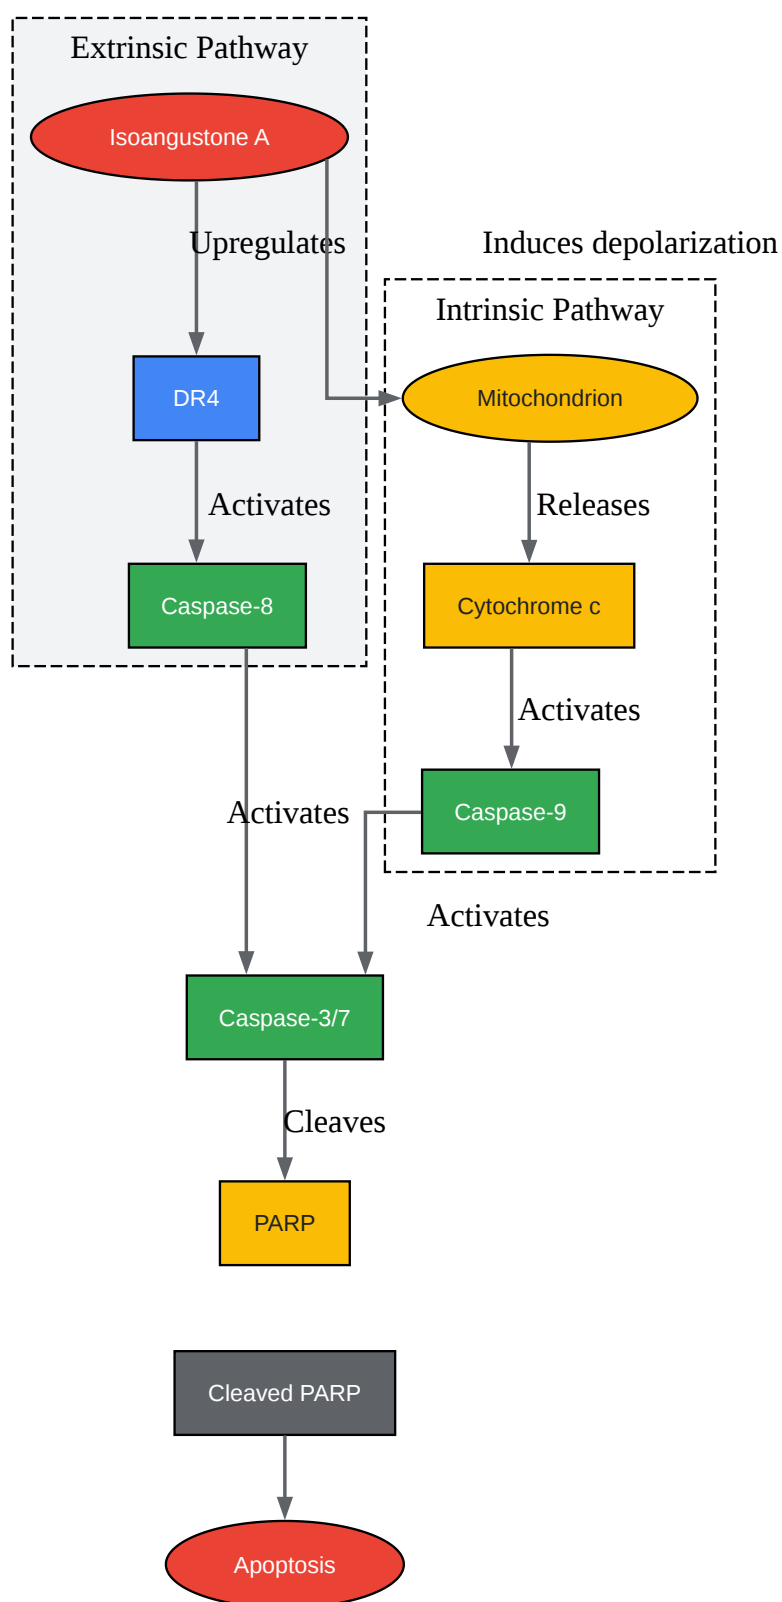 Extrinsic Pathway
Isoangustone A
Upregulates
Induces depolarization
Intrinsic Pathway
DR4
Mitochondrion
Activates
Releases
Caspase-8
Cytochrome c
Activates
Activates
Caspase-9
Activates
Caspase-3/7
Cleaves
PARP
Cleaved PARP
Apoptosis